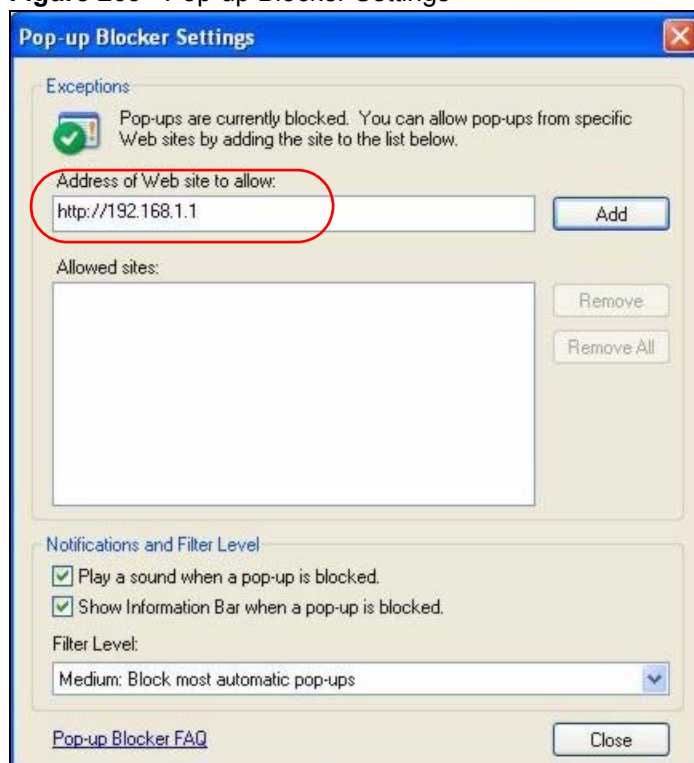 Pop-up Blocker Settings
Exceptions
Pop-ups are currently blocked. You can allow pop-ups from specific
Web sites by adding the site to the list below.
Address of Web site to allow:
http://192.168.1.1
Add
Allowed sites:
Remove
Remove All
Notifications and Filter Level
Play a sound when a pop-up is blocked.
Show Information Bar when a pop-up is blocked.
Filter Level:
Medium: Block most automatic pop-ups
Pop-up Blocker FAQ
Close